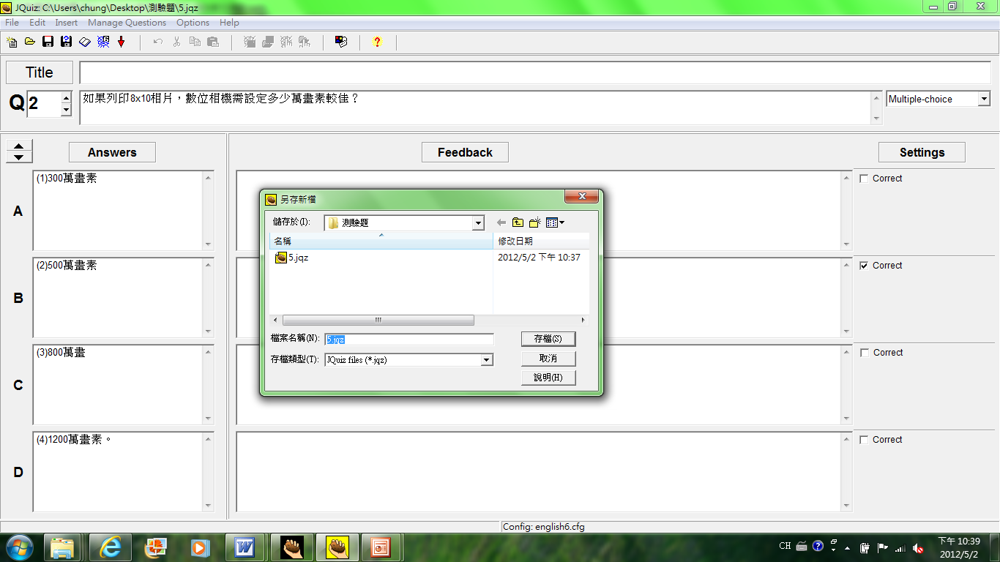 JQuiz: C:\Users\chung\Desktop\測驗題\5.jqz
File Edit Insert Manage Questions Options Help
Title
Q 2
如果列印8x10相片，數位相機需設定多少萬畫素較佳？
Multiple-choice
Answers
Feedback
Settings
A
(1)300萬畫素
Correct
B
(2)500萬畫素
Correct
C
(3)800萬畫
Correct
D
(4)1200萬畫素。
Correct
另存新檔
儲存於(I):
測驗題
名稱
修改日期
5.jqz
2012/5/2 下午 10:37
檔案名稱(N):
5.jqz
存檔(S)
存檔類型(T):
JQuiz files (*.jqz)
取消
說明(H)
Config: english6.cfg
CH
下午 10:39
2012/5/2